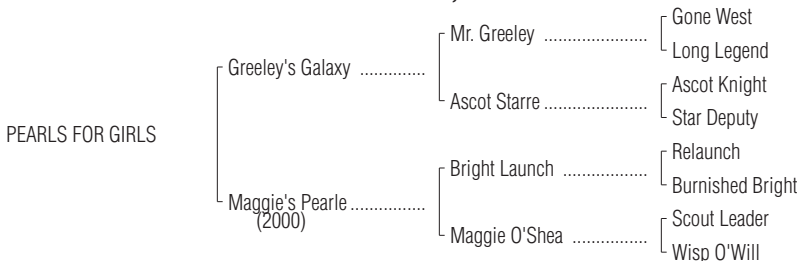 Gone West
Mr. Greeley ....................
Long Legend
Greeley's Galaxy ..............
Ascot Knight
Ascot Starre ....................
Star Deputy
PEARLS FOR GIRLS
Relaunch
Bright Launch ................
Burnished Bright
Maggie's Pearle ...............
(2000)
Scout Leader
Maggie O'Shea ..............
Wisp O'Will